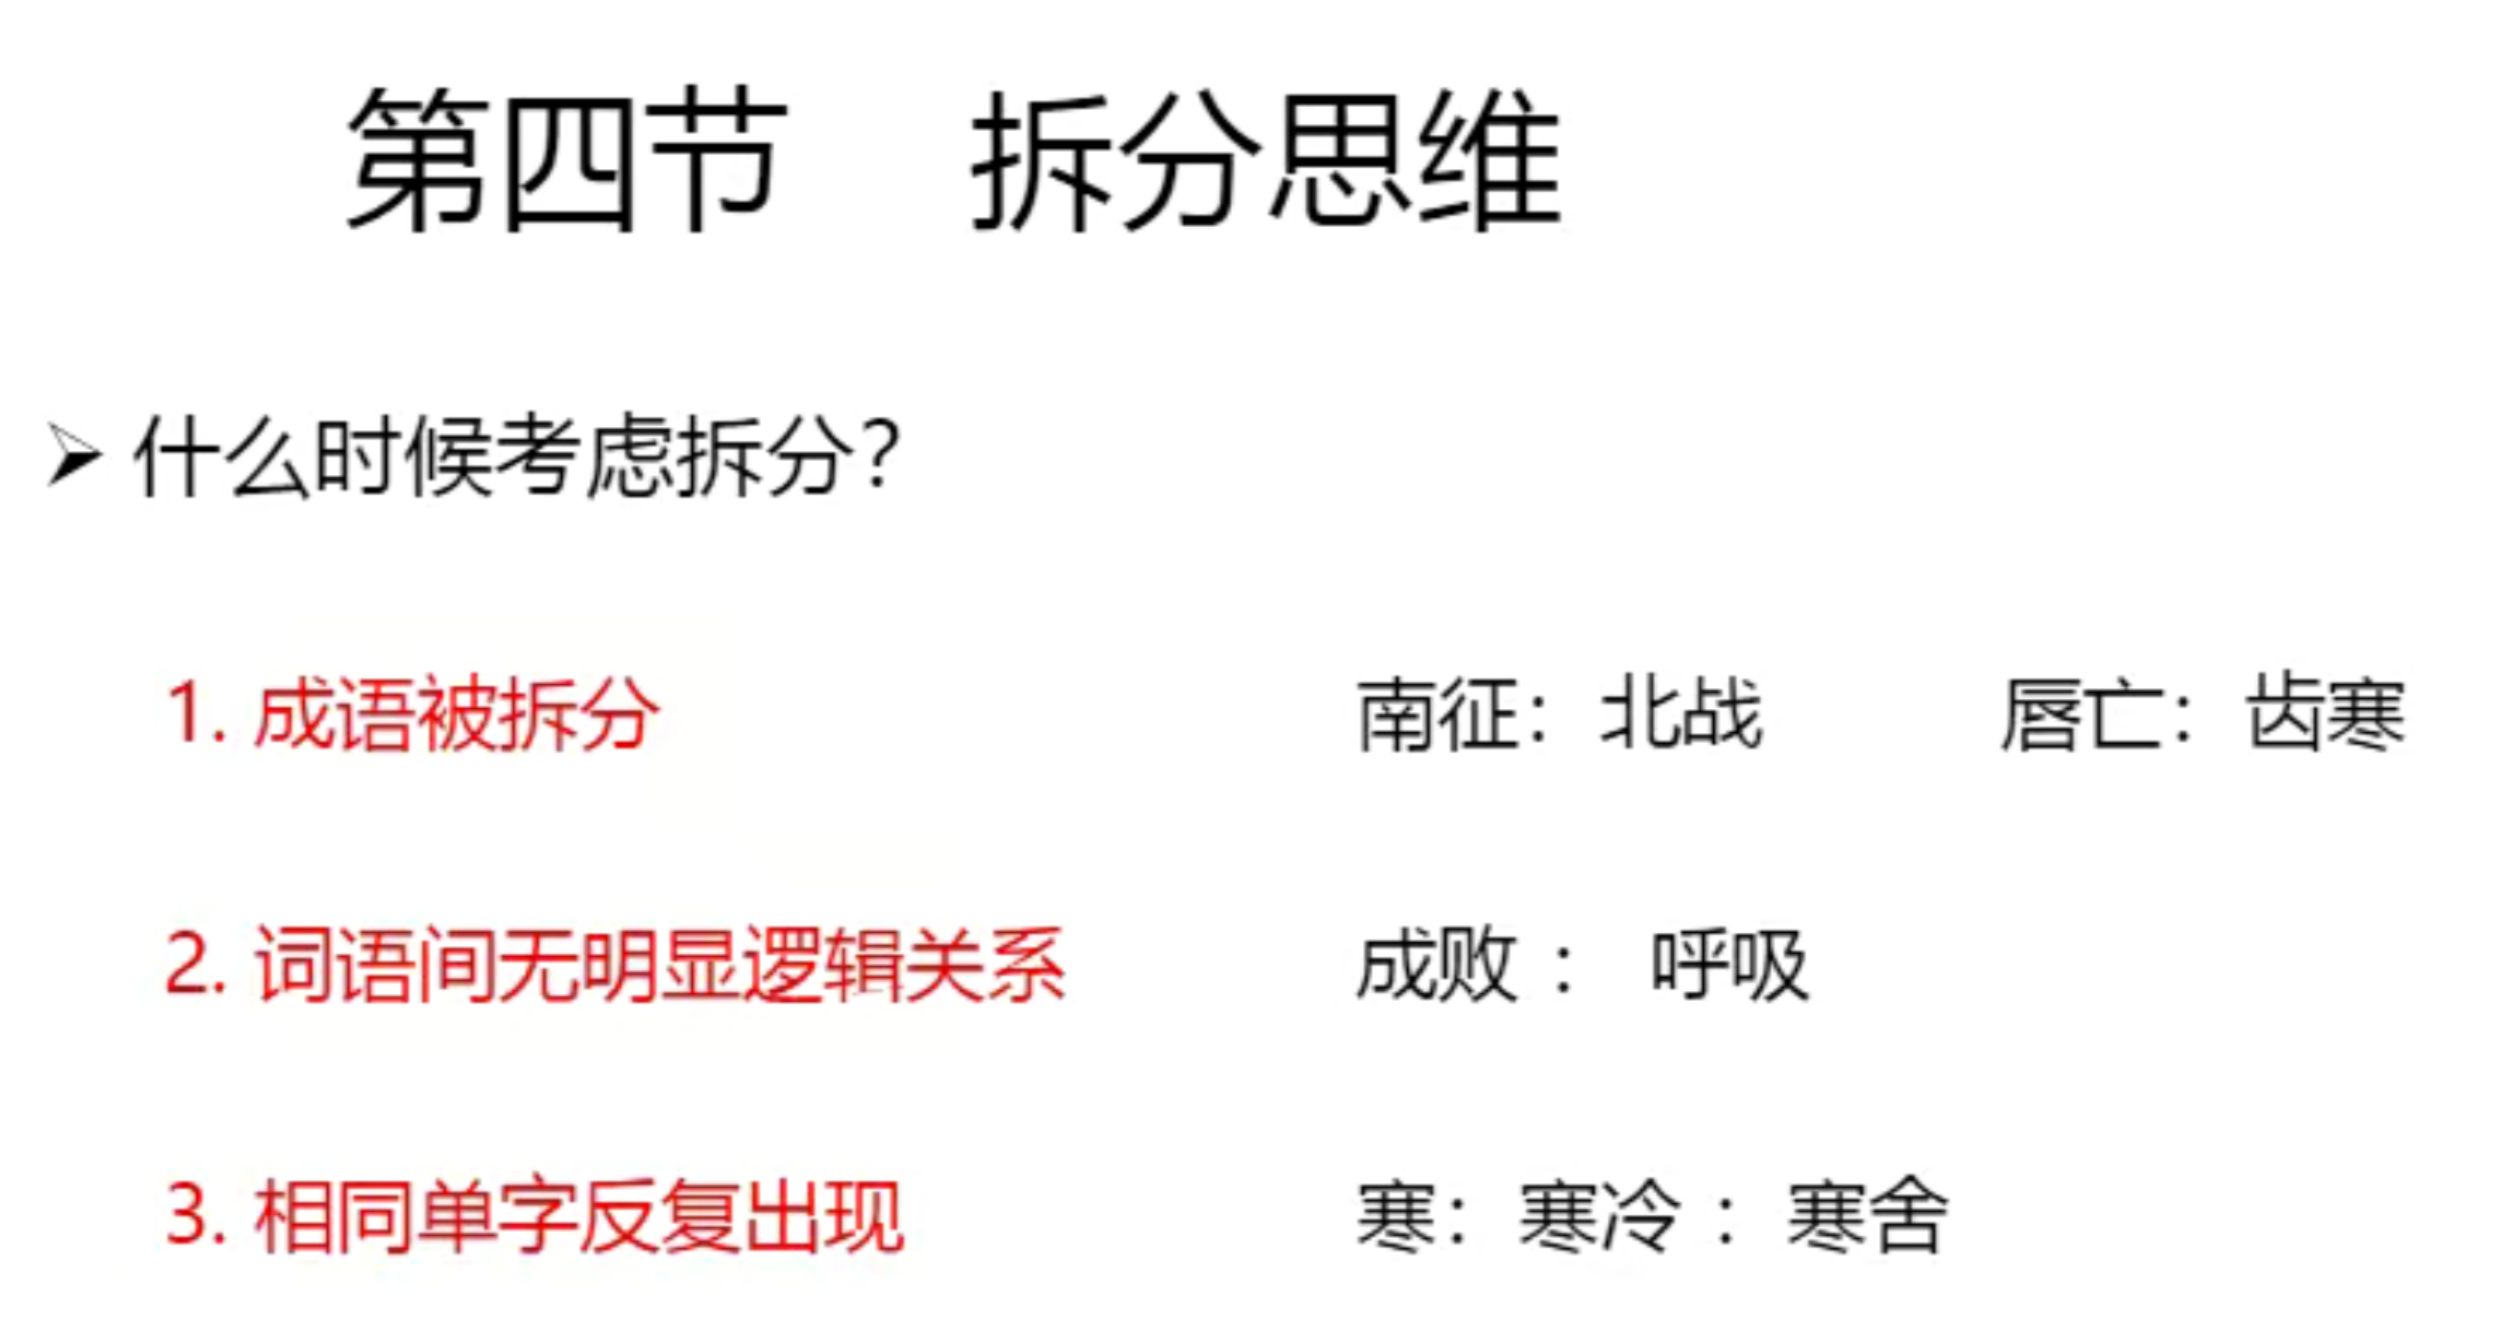 第四节 拆分思维
什么时候考虑拆分？
1. 成语被拆分 南征：北战 唇亡：齿寒
2. 词语间无明显逻辑关系 成败 ： 呼吸
3. 相同单字反复出现 寒：寒冷 ：寒舍